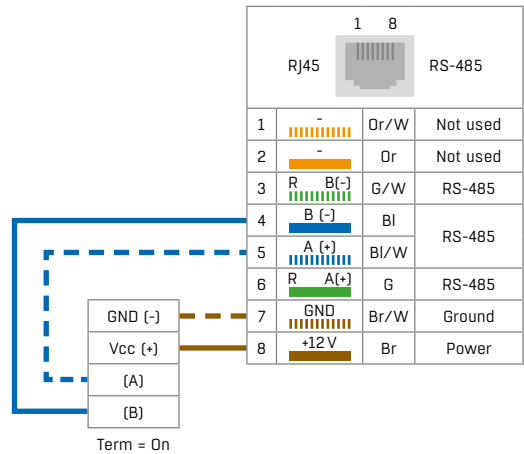 1 8
RJ45 RS-485
1 - Or/W Not used
2 - Or Not used
3 R B(-) G/W RS-485
4 B (-) Bl RS-485
5 A (+) Bl/W
6 R A(+) G RS-485
GND (-) 7 GND Br/W Ground
Vcc (+) 8 +12 V Br Power
(A)
(B)
Term = On